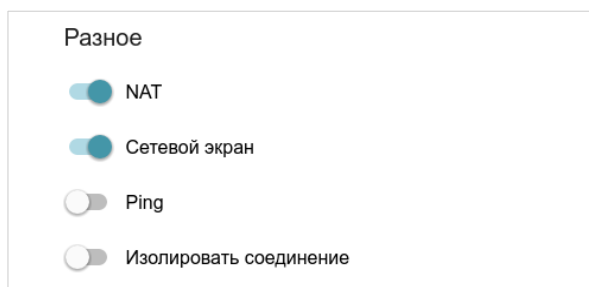 Разное
NAT
Сетевой экран
Ping
Изолировать соединение